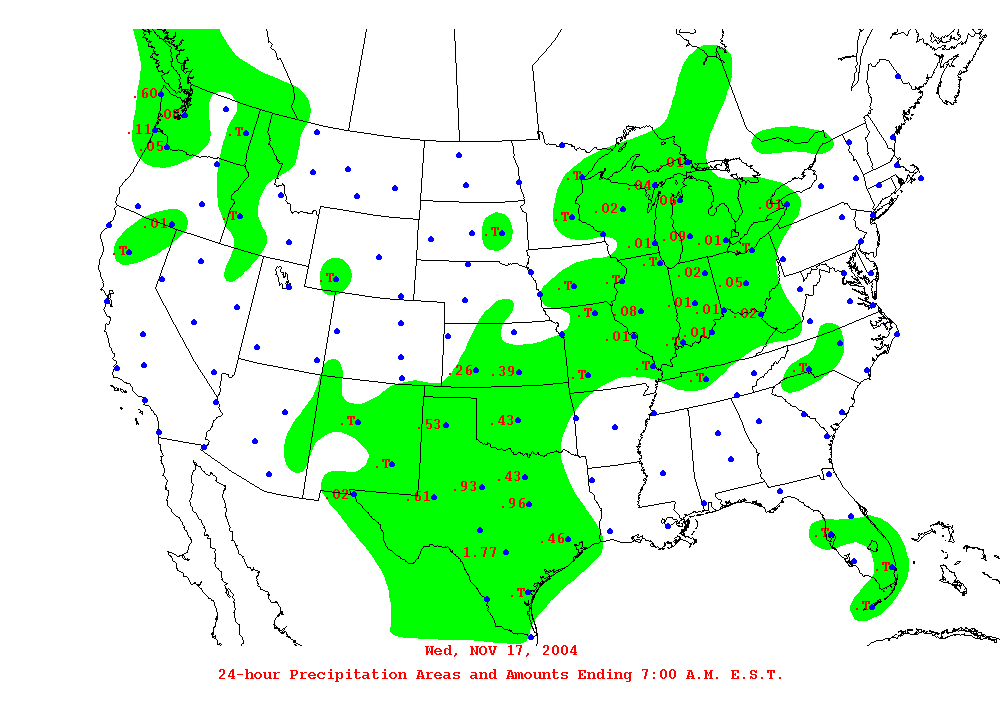 .60
.08
.11
.T
.05
.01
.T
.04
.06
.T
.01
.T
.02
.T
.01
.T
.09
.01
.01
.T
.T
.T
.02
.T
.T
.05
.T
.01
.T
.08
.01
.02
.01
.01
.T
.26
.39
.T
.T
.T
.T
.T
.53
.43
.T
.43
.93
.02
.61
.96
.T
.46
1.77
.T
.T
.T
Wed, NOV 17, 2004
24-hour Precipitation Areas and Amounts Ending 7:00 A.M. E.S.T.